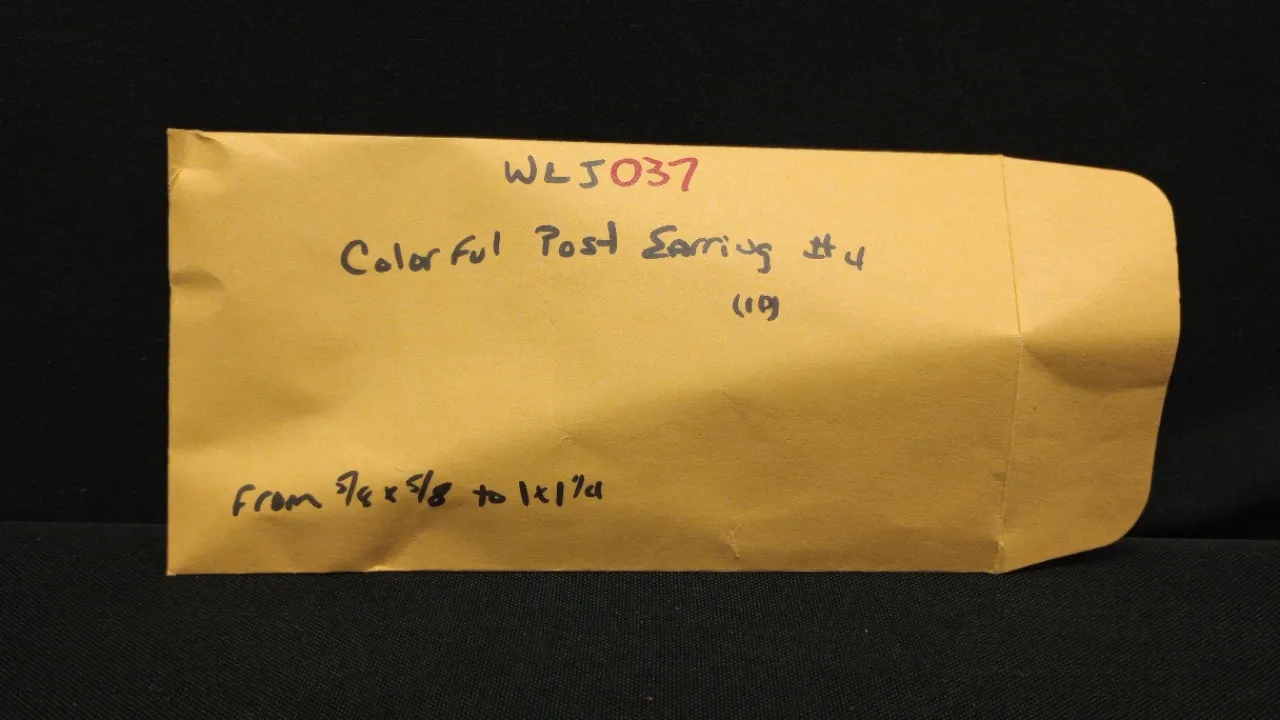 WLJ037
Colorful Post Earring #4
(10)
From 5/8 x 5/8 to 1x1 1/4